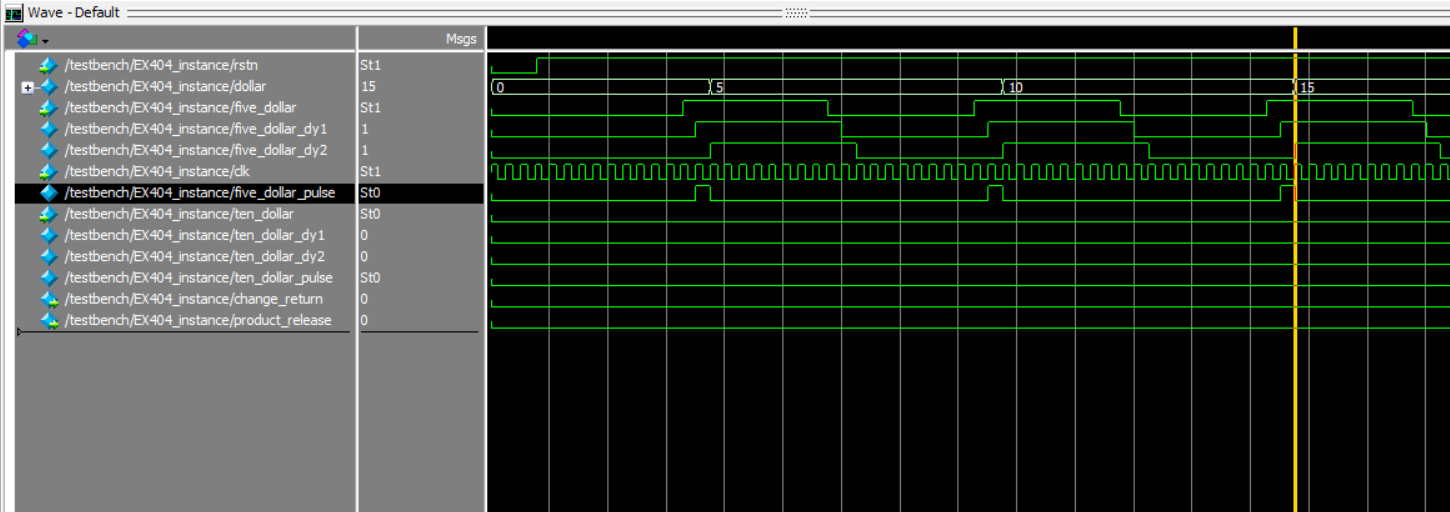 Wave - Default
Msgs
/testbench/EX404_instance/rstn St1
/testbench/EX404_instance/dollar 15 0 5 10 15
/testbench/EX404_instance/five_dollar St1
/testbench/EX404_instance/five_dollar_dy1 1
/testbench/EX404_instance/five_dollar_dy2 1
/testbench/EX404_instance/clk St1
/testbench/EX404_instance/five_dollar_pulse St0
/testbench/EX404_instance/ten_dollar St0
/testbench/EX404_instance/ten_dollar_dy1 0
/testbench/EX404_instance/ten_dollar_dy2 0
/testbench/EX404_instance/ten_dollar_pulse St0
/testbench/EX404_instance/change_return 0
/testbench/EX404_instance/product_release 0